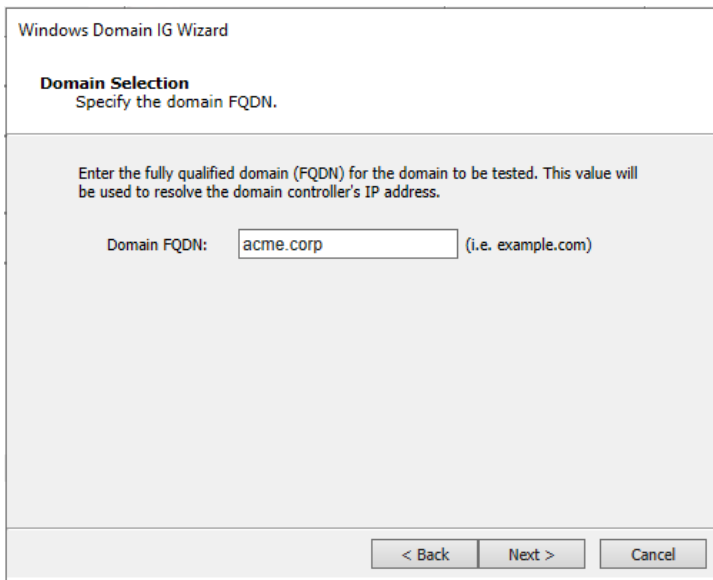 Windows Domain IG Wizard
Domain Selection
Specify the domain FQDN.
Enter the fully qualified domain (FQDN) for the domain to be tested. This value will
be used to resolve the domain controller's IP address.
Domain FQDN: acme.corp (i.e. example.com)
< Back Next > Cancel